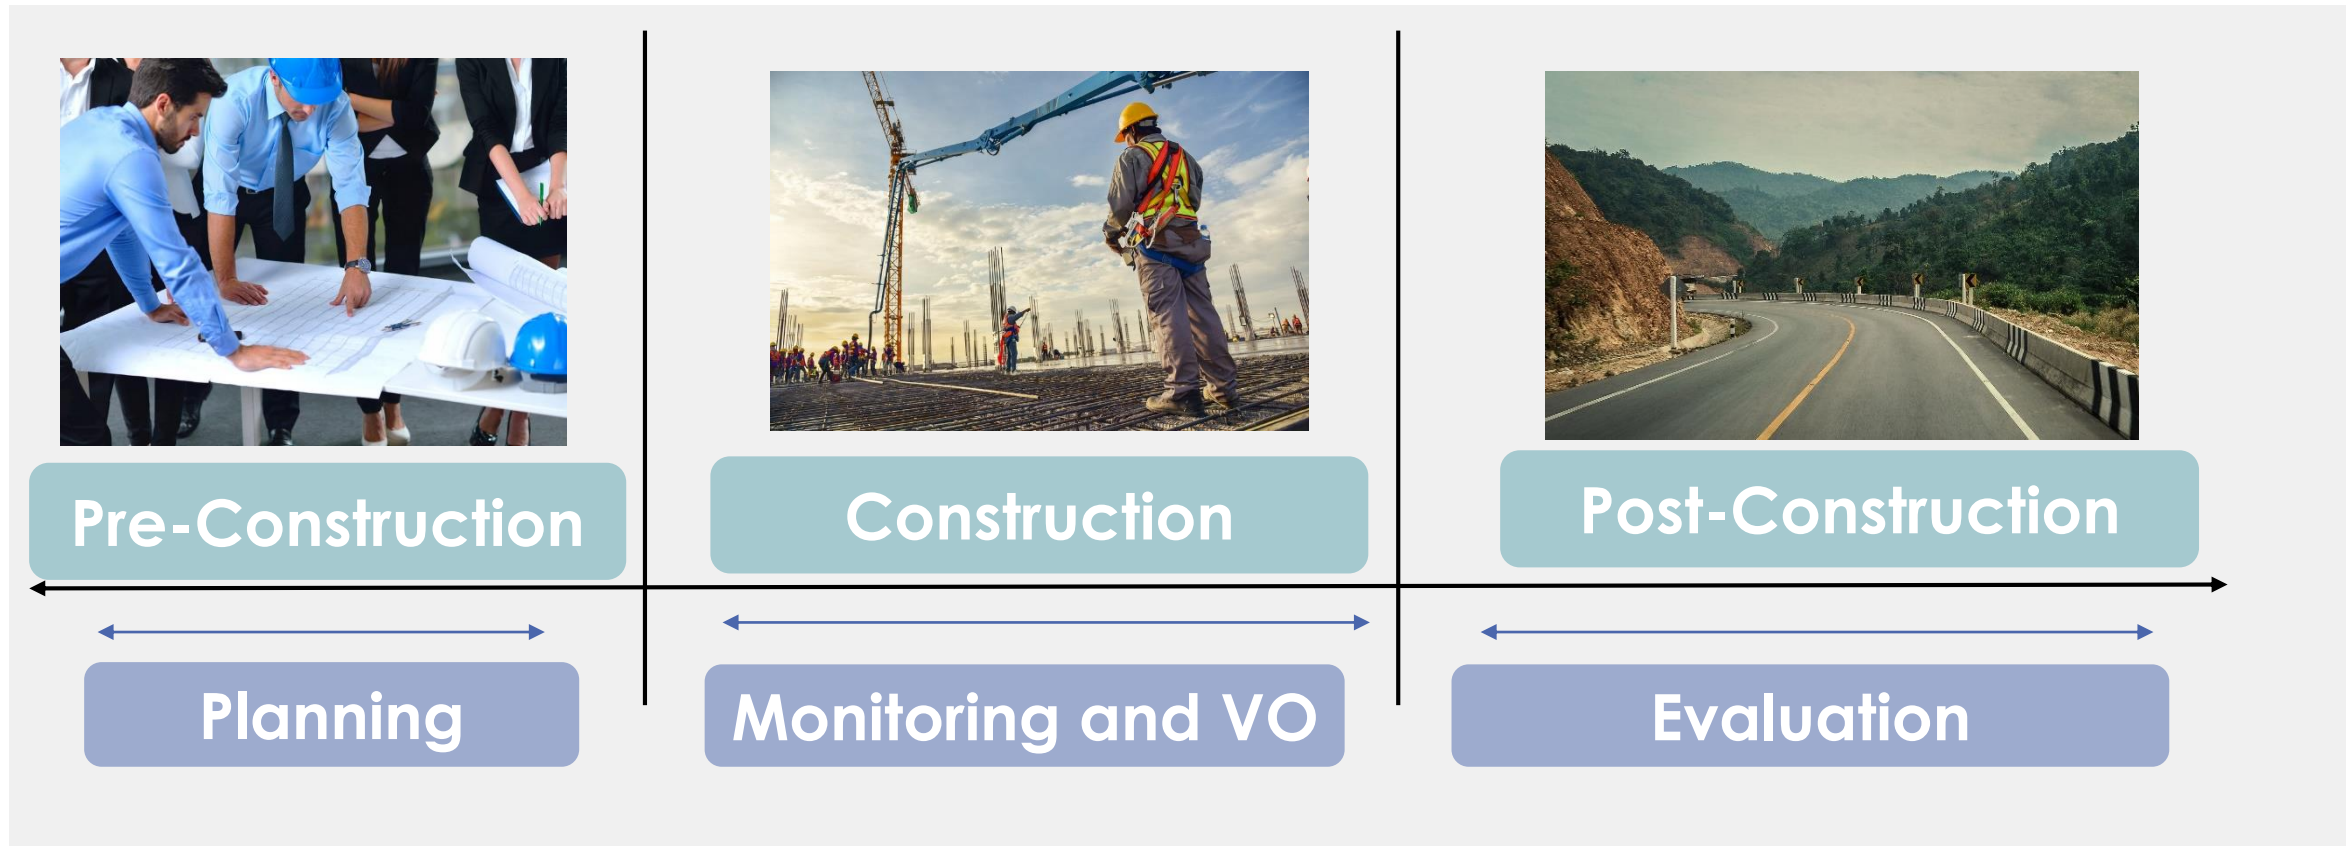 Pre-Construction
Construction
Post-Construction
Planning
Monitoring and VO
Evaluation